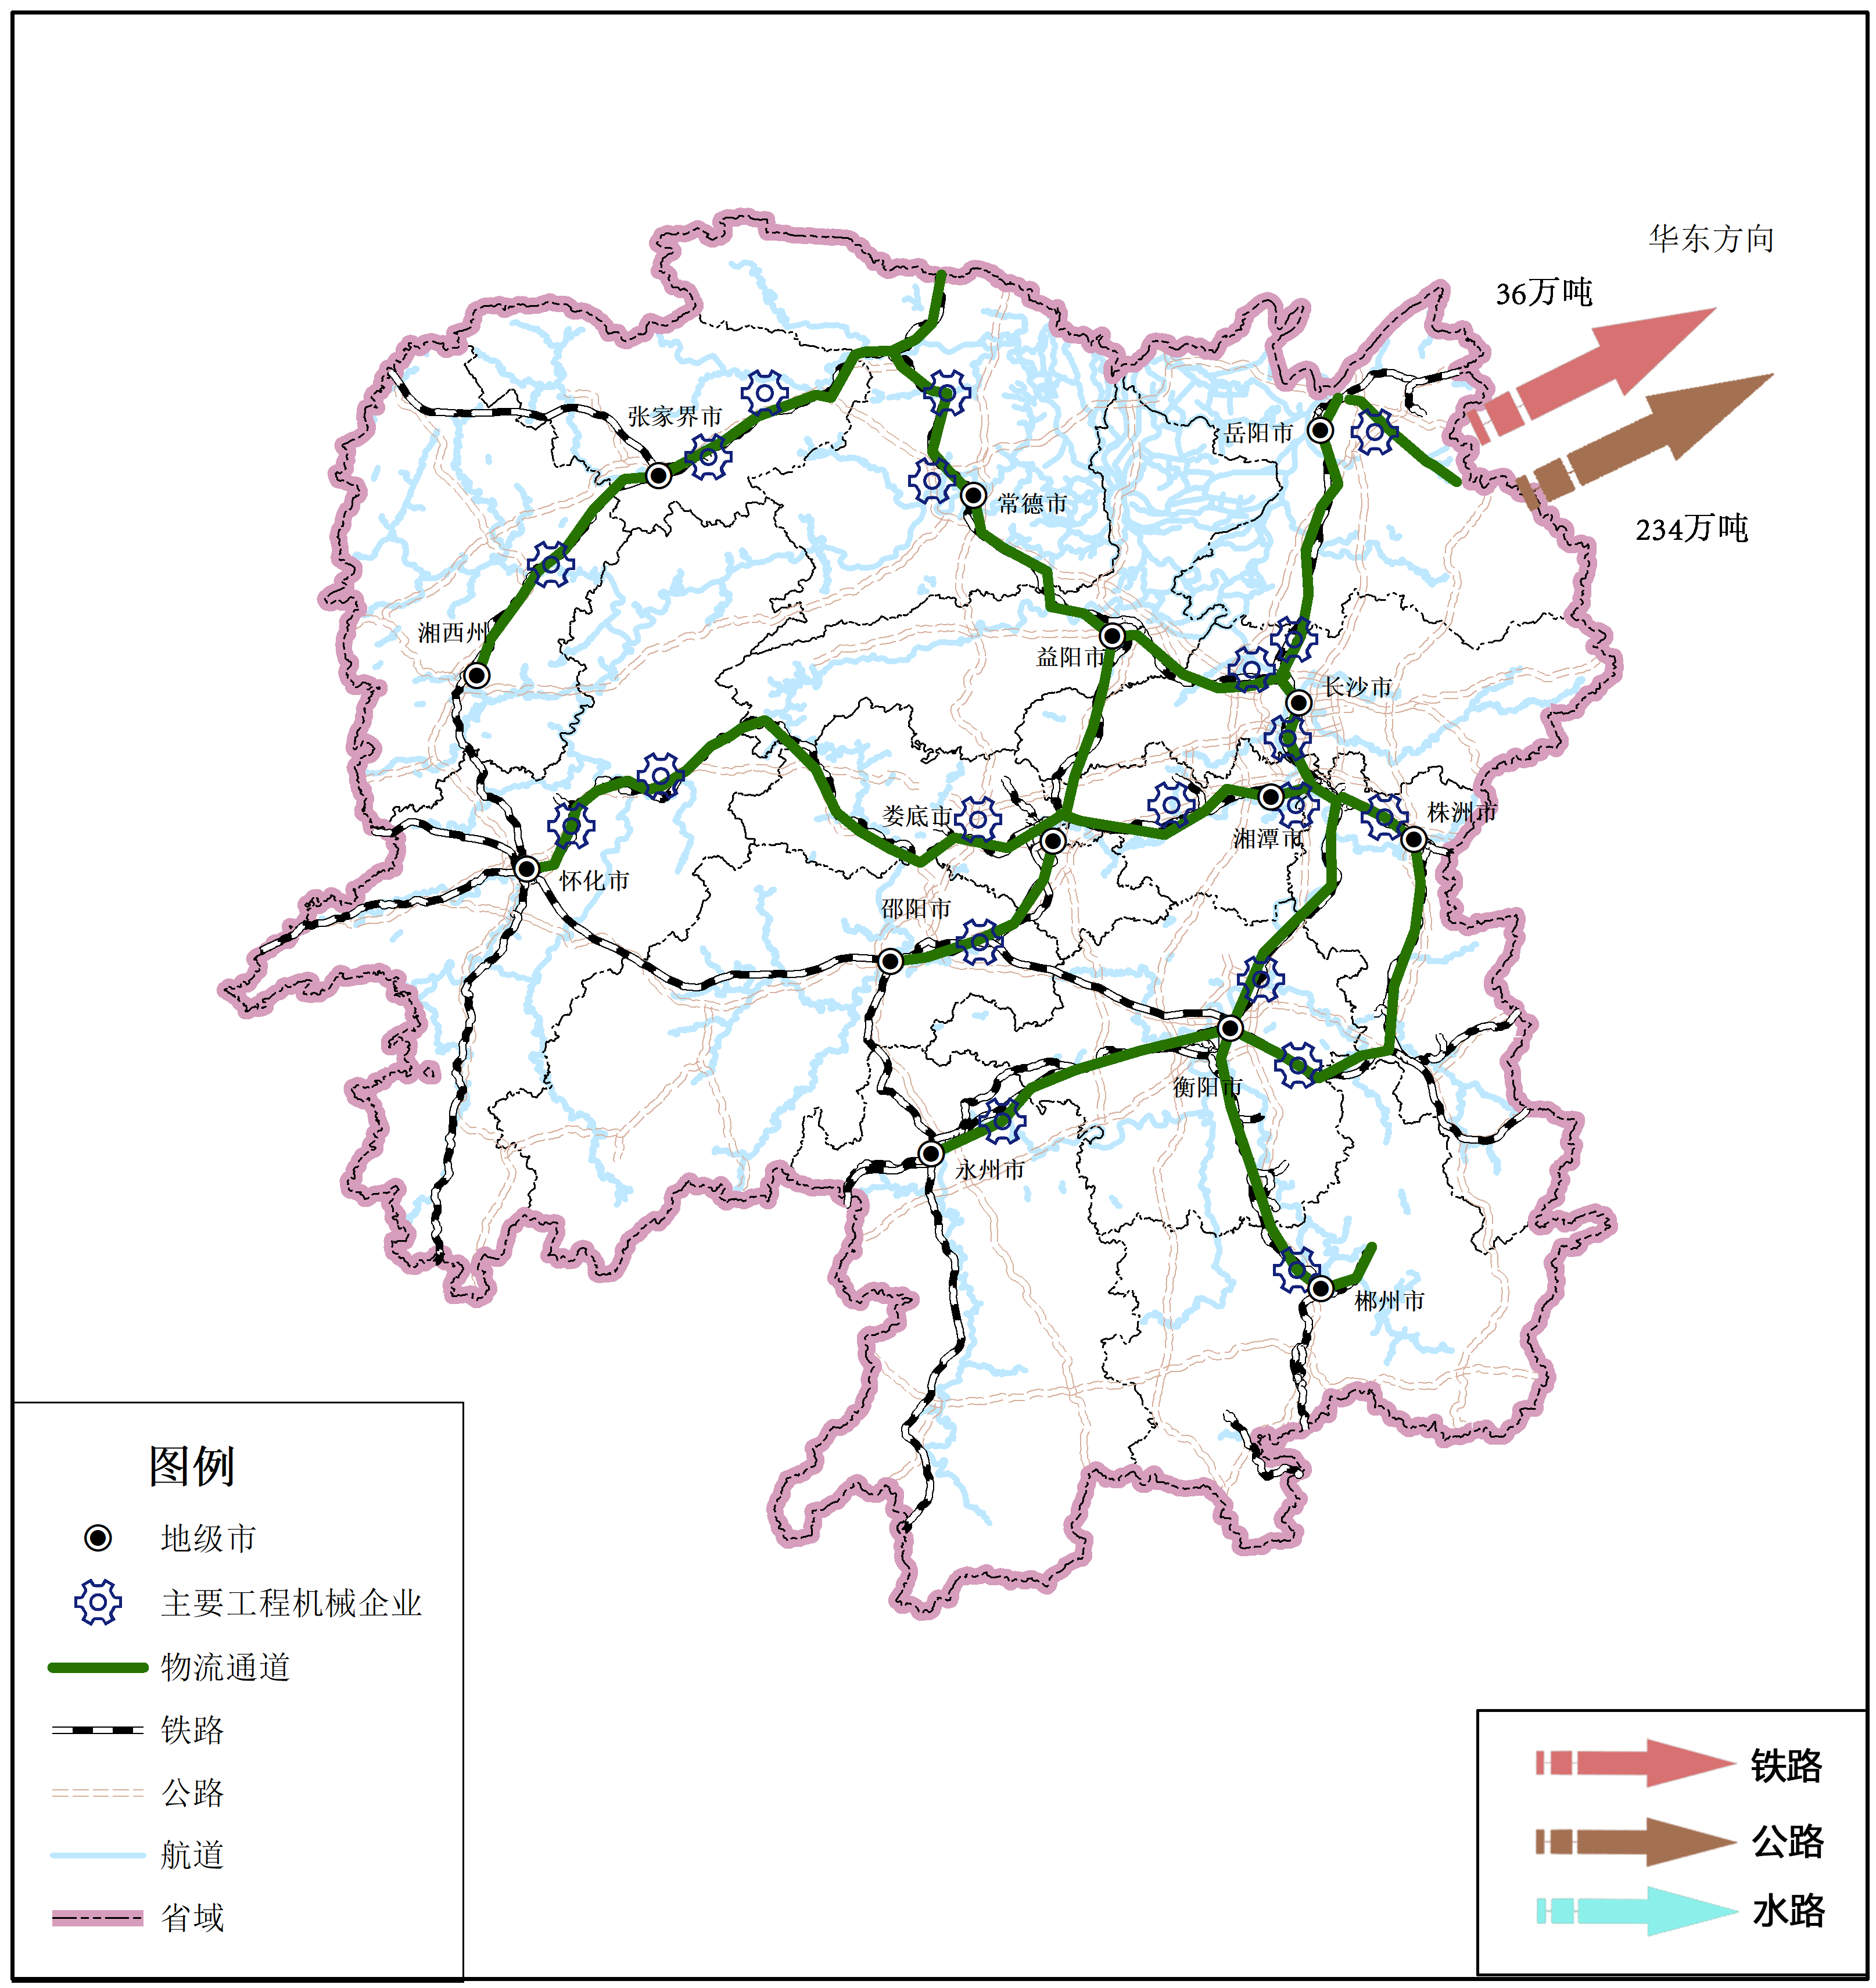 华东方向
36万吨
234万吨
张家界市
岳阳市
常德市
湘西州
益阳市
长沙市
娄底市
株洲市
湘潭市
怀化市
邵阳市
衡阳市
永州市
郴州市
图例
地级市
主要工程机械企业
物流通道
铁路
公路
航道
省域
铁路
公路
水路